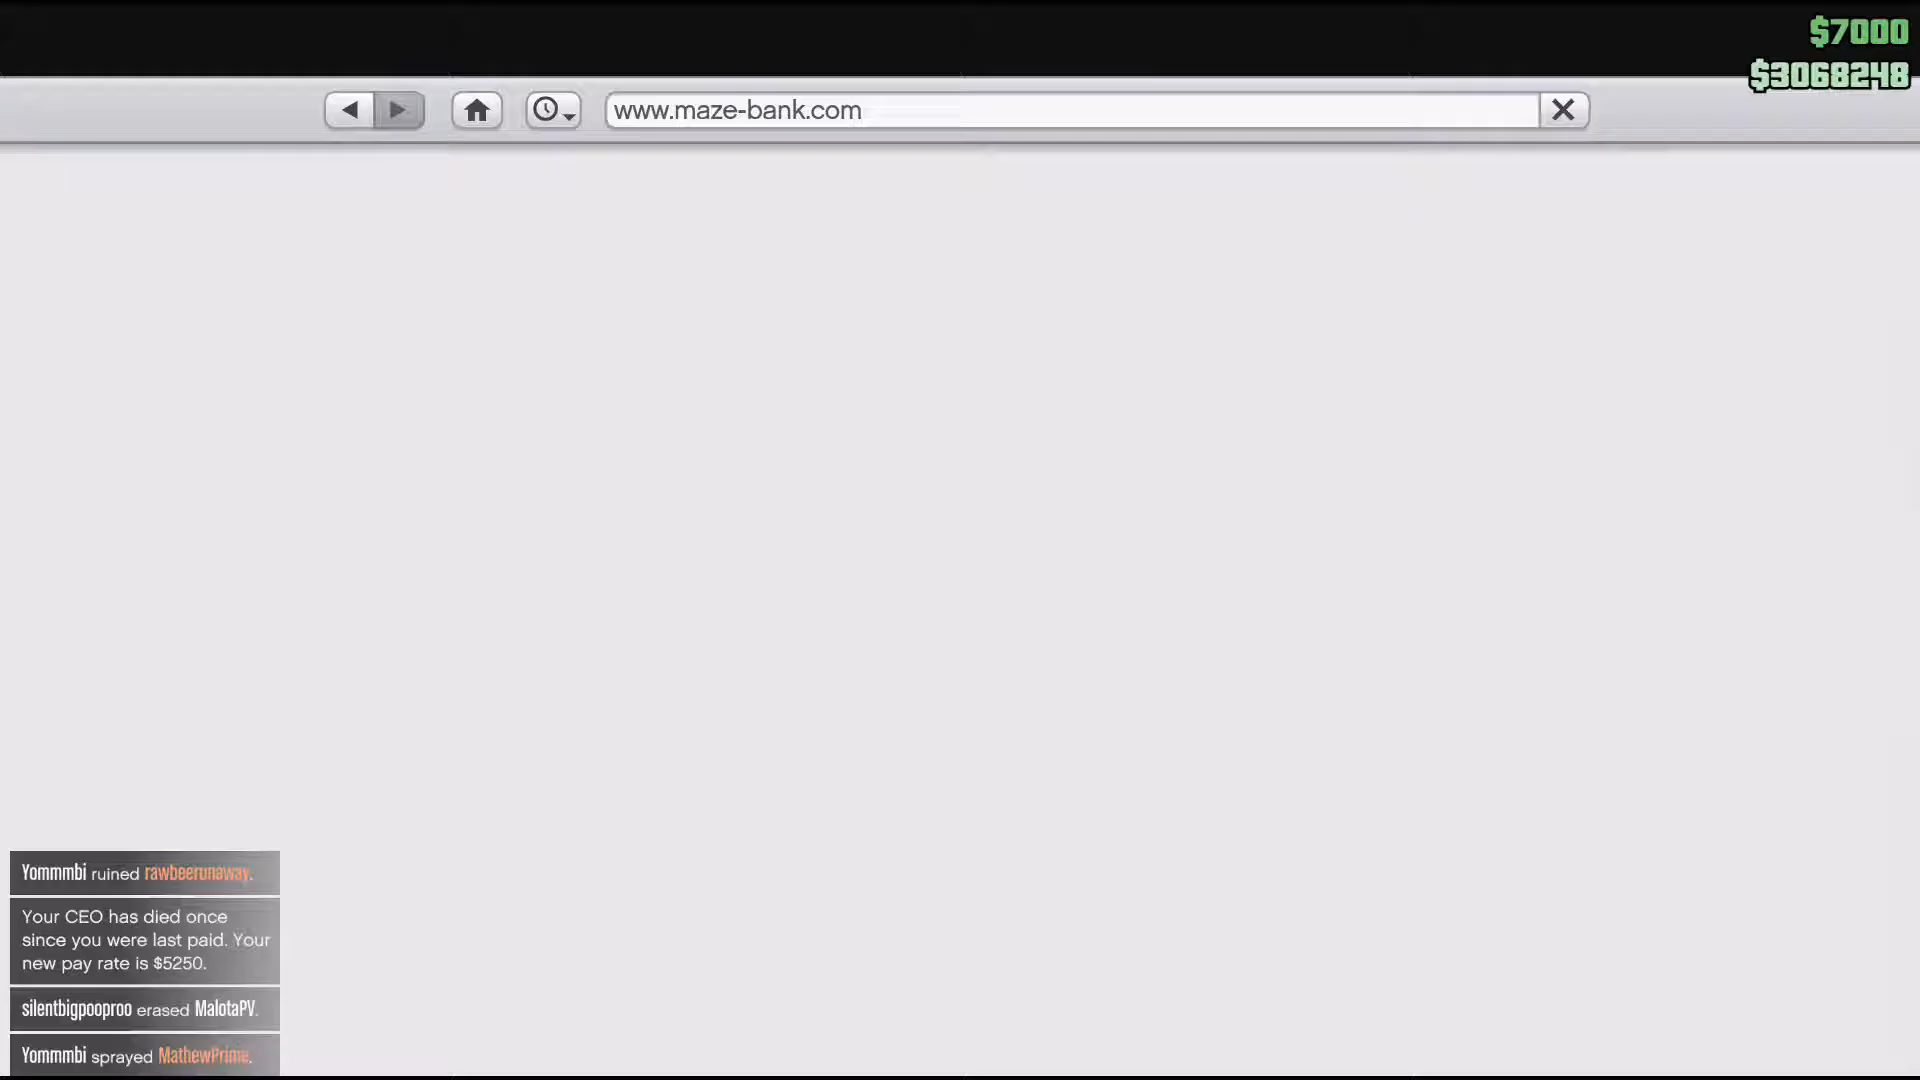 $7000
$3068248
www.maze-bank.com
Yommmbi ruined rawbeerunaway.
Your CEO has died once
since you were last paid. Your
new pay rate is $5250.
silentbigpooproo erased MalotaPV.
Yommmbi sprayed MathewPrime.